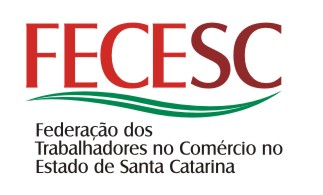 FECESC
Federação dos
Trabalhadores no Comércio no
Estado de Santa Catarina